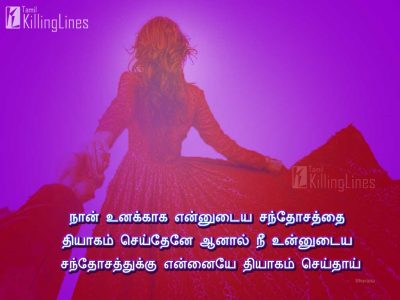 Tamil
KillingLines
Tamil
KillingLines
நான் உனக்காக என்னுடைய சந்தோசத்தை
தியாகம் செய்தேனே ஆனால் நீ உன்னுடைய
சந்தோசத்துக்கு என்னையே தியாகம் செய்தாய்